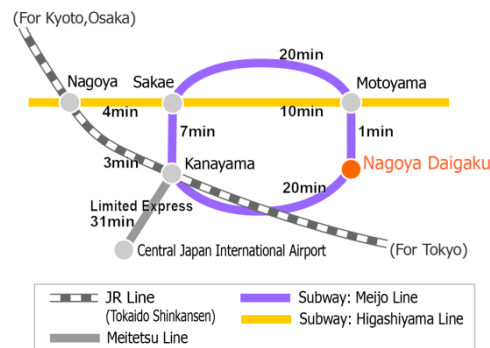 (For Kyoto,Osaka)
20min
Nagoya
Sakae
Motoyama
4min
10min
7min
1min
3min
Kanayama
Nagoya Daigaku
20min
Limited Express
31min
Central Japan International Airport
(For Tokyo)
JR Line
(Tokaido Shinkansen)
Subway: Meijo Line
Meitetsu Line
Subway: Higashiyama Line